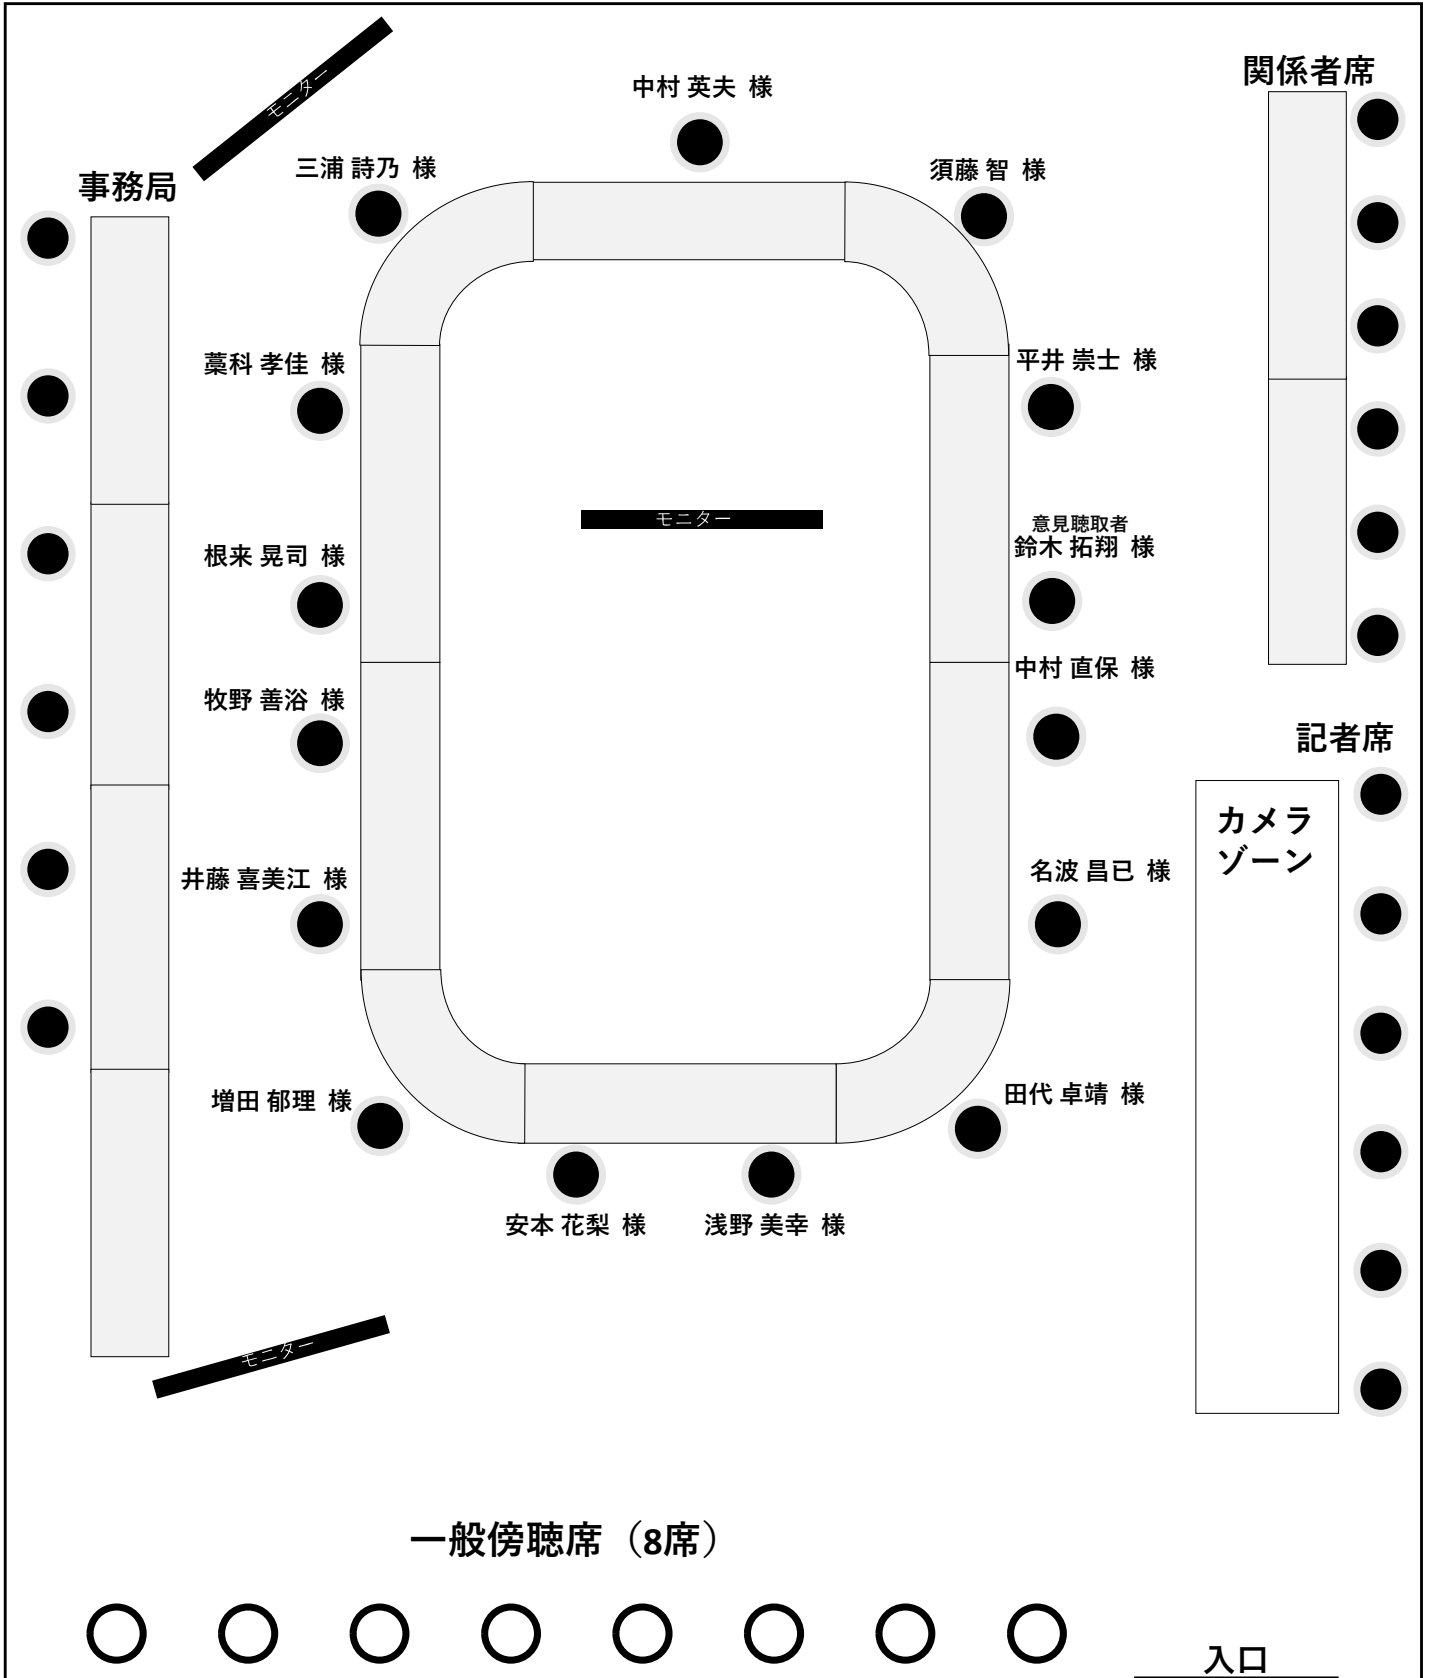 モニター
関係者席
中村 英夫 様
三浦 詩乃 様
須藤 智 様
事務局
藁科 孝佳 様
平井 崇士 様
モニター
意見聴取者
鈴木 拓翔 様
根来 晃司 様
中村 直保 様
牧野 善浴 様
記者席
カメラ
ゾーン
井藤 喜美江 様
名波 昌已 様
増田 郁理 様
田代 卓靖 様
安本 花梨 様
浅野 美幸 様
モニター
一般傍聴席（8席）
入口